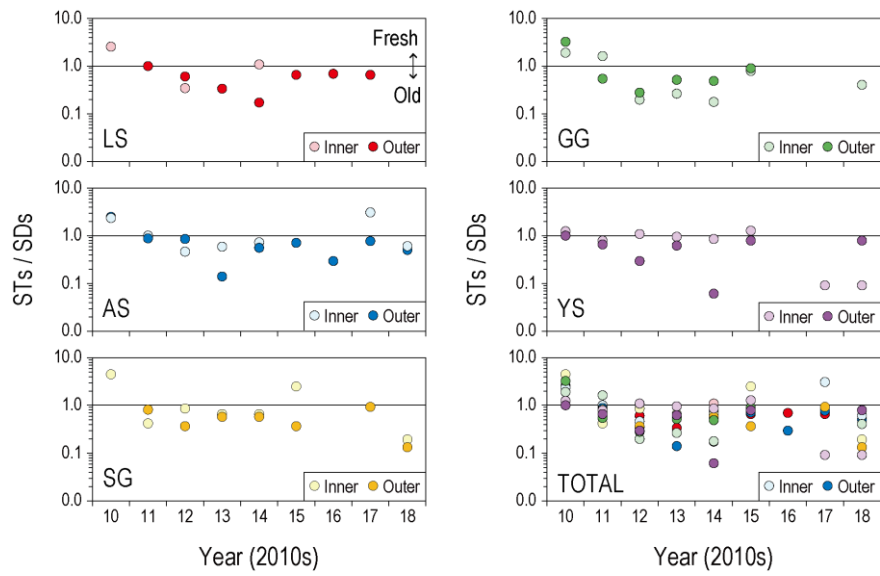 10.0
1.0
0.1
0.0
Fresh
Old
LS
Inner Outer
10.0
1.0
0.1
0.0
GG
Inner Outer
STs / SDs
10.0
1.0
0.1
0.0
AS
Inner Outer
STs / SDs
10.0
1.0
0.1
0.0
YS
Inner Outer
10.0
1.0
0.1
0.0
SG
Inner Outer
10 11 12 13 14 15 16 17 18
Year (2010s)
10.0
1.0
0.1
0.0
TOTAL
Inner Outer
10 11 12 13 14 15 16 17 18
Year (2010s)